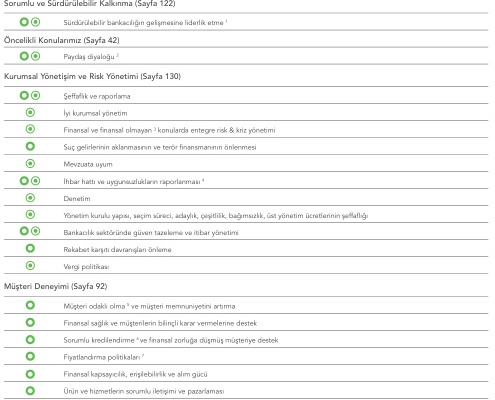 Sorumlu ve Sürdürülebilir Kalkınma (Sayfa 122)
Sürdürülebilir bankacılığın gelişmesine liderlik etme ¹
Öncelikli Konularımız (Sayfa 42)
Paydaş diyaloğu ²
Kurumsal Yönetişim ve Risk Yönetimi (Sayfa 130)
Şeffaflık ve raporlama
İyi kurumsal yönetim
Finansal ve finansal olmayan ³ konularda entegre risk & kriz yönetimi
Suç gelirlerinin aklanmasının ve terör finansmanının önlenmesi
Mevzuata uyum
İhbar hattı ve uygunsuzlukların raporlanması ⁴
Denetim
Yönetim kurulu yapısı, seçim süreci, adaylık, çeşitlilik, bağımsızlık, üst yönetim ücretlerinin şeffaflığı
Bankacılık sektöründe güven tazeleme ve itibar yönetimi
Rekabet karşıtı davranışları önleme
Vergi politikası
Müşteri Deneyimi (Sayfa 92)
Müşteri odaklı olma ⁵ ve müşteri memnuniyetini artırma
Finansal sağlık ve müşterilerin bilinçli karar vermelerine destek
Sorumlu kredilendirme ⁶ ve finansal zorluğa düşmüş müşteriye destek
Fiyatlandırma politikaları ⁷
Finansal kapsayıcılık, erişilebilirlik ve alım gücü
Ürün ve hizmetlerin sorumlu iletişimi ve pazarlaması